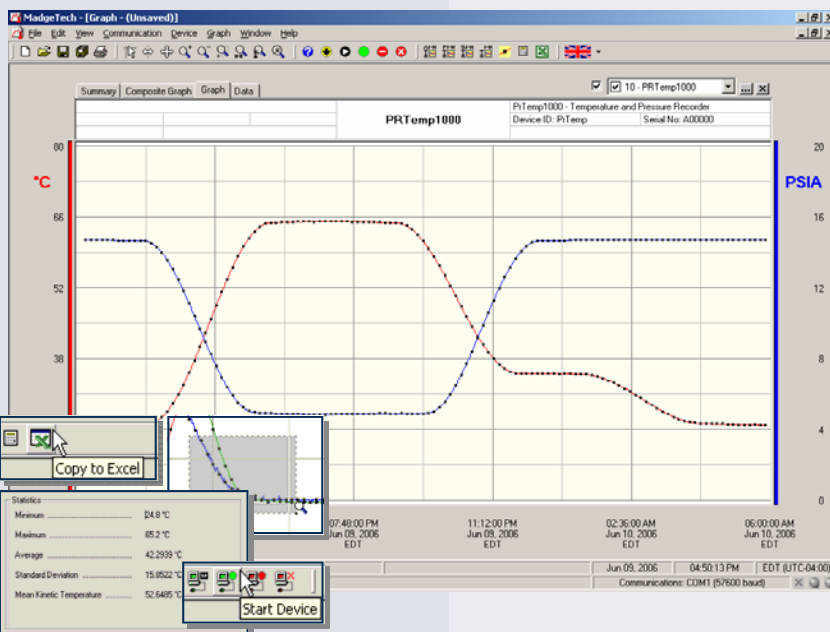 MadgeTech - [Graph - (Unsaved)]
File Edit View Communication Device Graph Window Help
Summary Composite Graph Graph Data
10 - PRTemp1000
PRTemp1000
PrTemp1000 - Temperature and Pressure Recorder
Device ID: PrTemp Serial No: A00000
80 20
°C PSIA
66 16
52 12
38 8
4
0
Copy to Excel
07:48:00 PM 11:12:00 PM 02:36:00 AM 06:00:00 AM
Jun 09, 2006 Jun 09, 2006 Jun 10, 2006 Jun 10, 2006
EDT EDT EDT EDT
Statistics
Minimum 24.8 °C
Maximum 65.2 °C
Average 42.2939 °C
Standard Deviation 15.8522 °C
Mean Kinetic Temperature 52.6485 °C
Start Device
Jun 09, 2006 04:50:13 PM EDT (UTC-04:00)
Communications: COM1 (57600 baud)